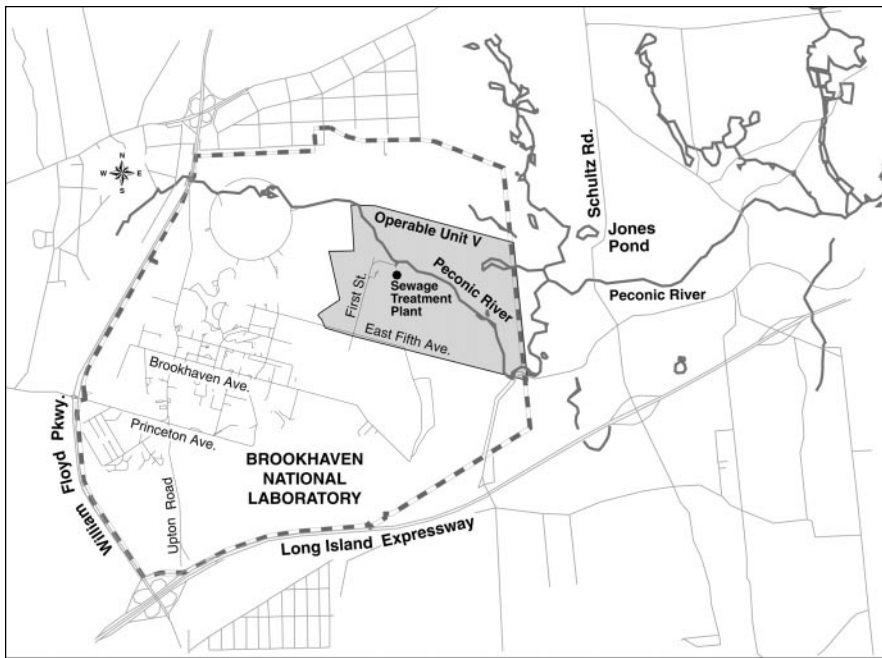 N
W E
S
Schultz Rd.
Jones
Pond
Operable Unit V
Peconic River
Peconic River
First St.
Sewage
Treatment
Plant
East Fifth Ave.
Brookhaven Ave.
Princeton Ave.
William Floyd Pkwy.
Upton Road
BROOKHAVEN
NATIONAL
LABORATORY
Long Island Expressway